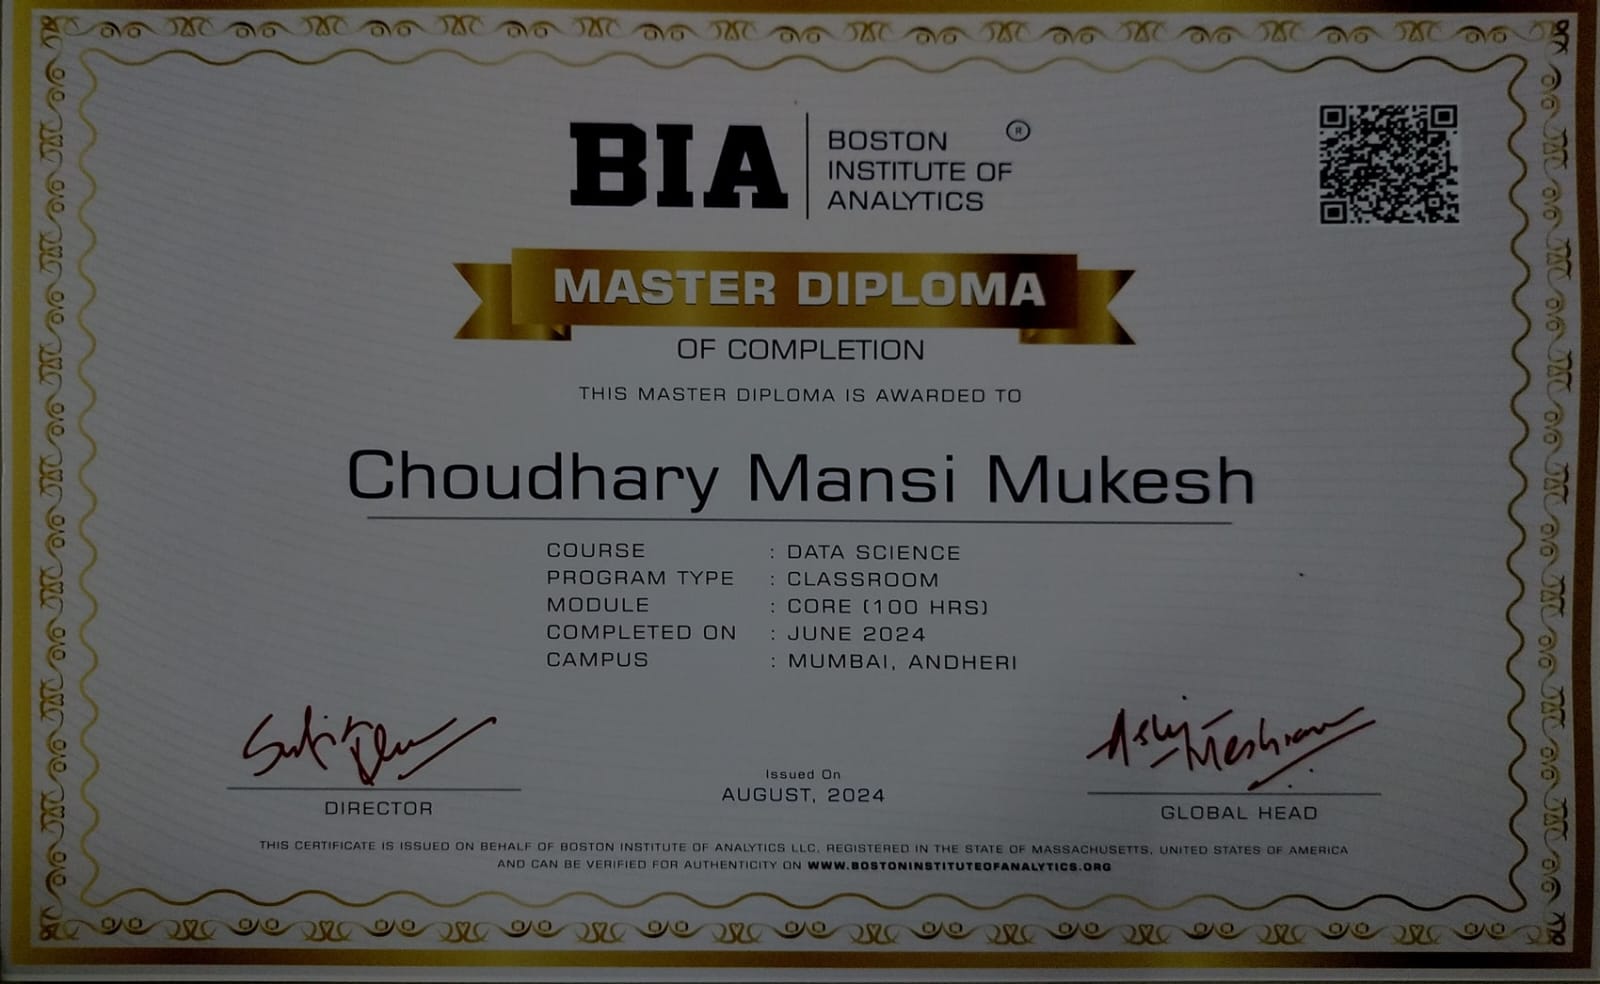 BIA
BOSTON ®
INSTITUTE OF
ANALYTICS
MASTER DIPLOMA
OF COMPLETION
THIS MASTER DIPLOMA IS AWARDED TO
Choudhary Mansi Mukesh
COURSE : DATA SCIENCE
PROGRAM TYPE : CLASSROOM
MODULE : CORE (100 HRS)
COMPLETED ON : JUNE 2024
CAMPUS : MUMBAI, ANDHERI
Issued On
AUGUST, 2024
DIRECTOR
GLOBAL HEAD
THIS CERTIFICATE IS ISSUED ON BEHALF OF BOSTON INSTITUTE OF ANALYTICS LLC, REGISTERED IN THE STATE OF MASSACHUSETTS, UNITED STATES OF AMERICA
AND CAN BE VERIFIED FOR AUTHENTICITY ON WWW.BOSTONINSTITUTEOFANALYTICS.ORG